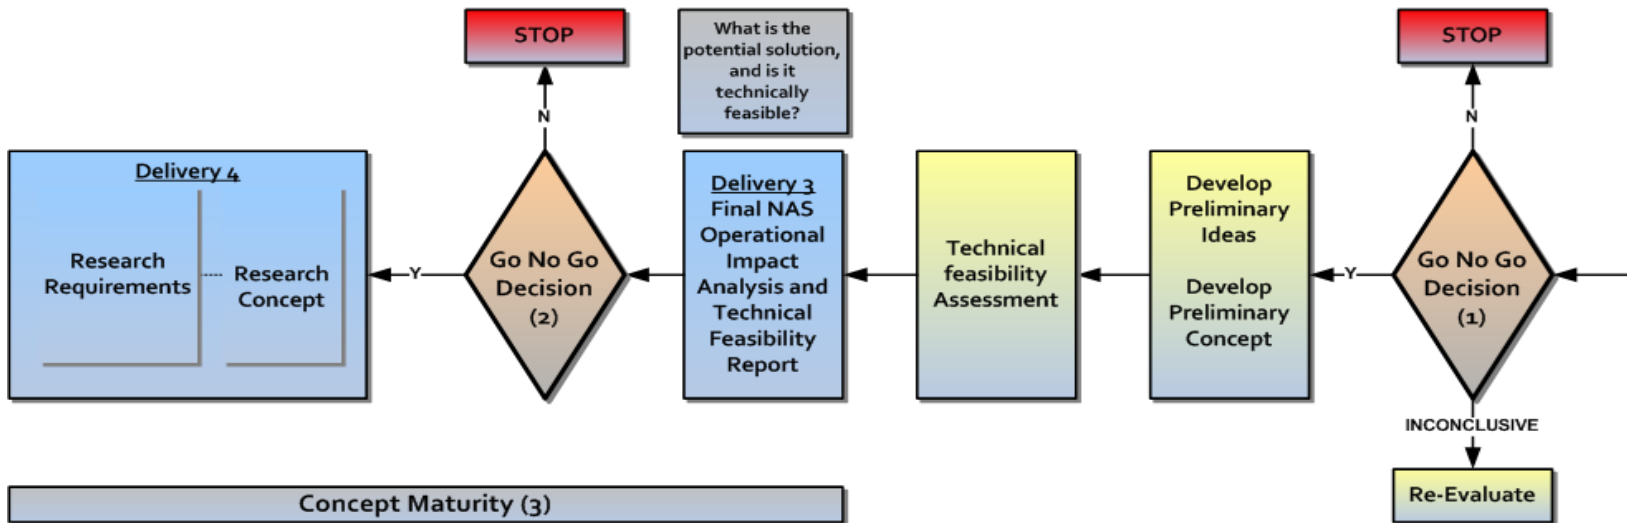 STOP
What is the
potential solution,
and is it
technically
feasible?
STOP
N
N
Delivery 4
Research
Requirements
Research
Concept
Y
Go No Go
Decision
(2)
Delivery 3
Final NAS
Operational
Impact
Analysis and
Technical
Feasibility
Report
Technical
feasibility
Assessment
Develop
Preliminary
Ideas
Develop
Preliminary
Concept
Y
Go No Go
Decision
(1)
INCONCLUSIVE
Re-Evaluate
Concept Maturity (3)